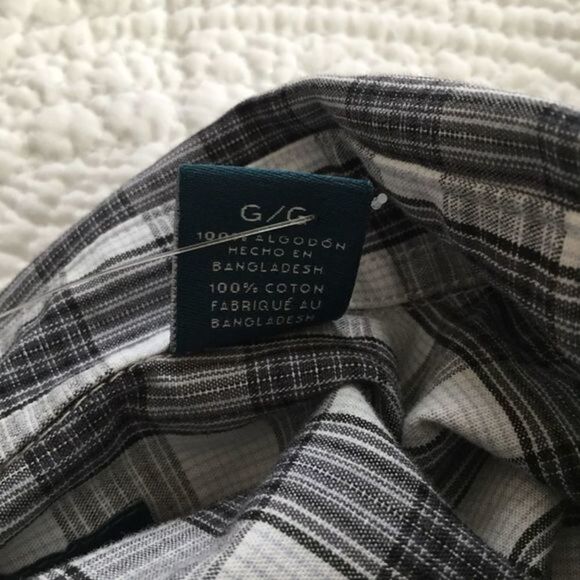 G/G
100% ALGODÓN
HECHO EN
BANGLADESH
100% COTON
FABRIQUÉ AU
BANGLADESH